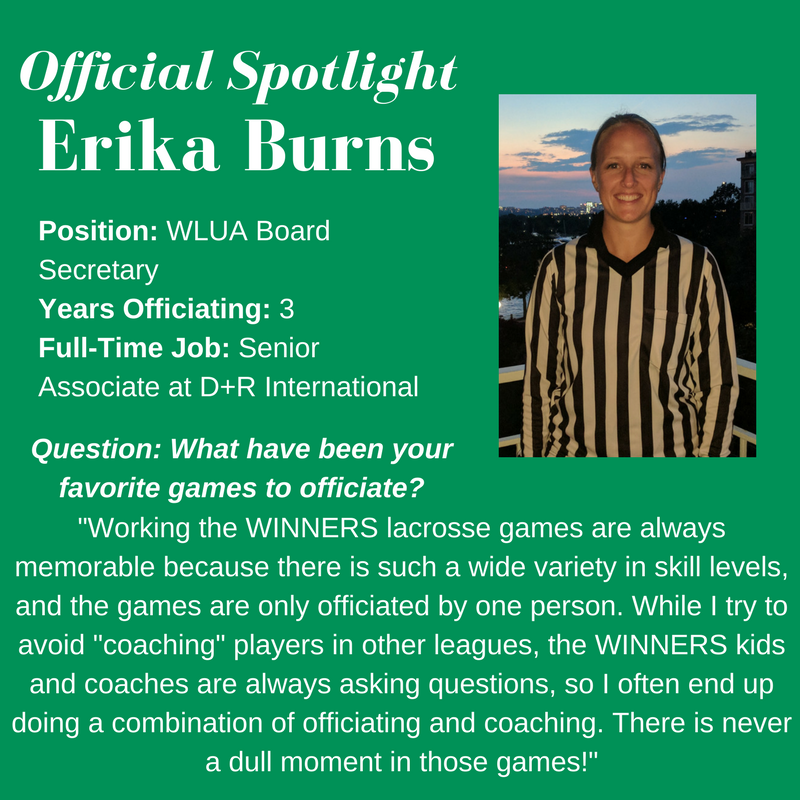 Official Spotlight
Erika Burns
Position: WLUA Board
Secretary
Years Officiating: 3
Full-Time Job: Senior
Associate at D+R International
Question: What have been your
favorite games to officiate?
"Working the WINNERS lacrosse games are always
memorable because there is such a wide variety in skill levels,
and the games are only officiated by one person. While I try to
avoid "coaching" players in other leagues, the WINNERS kids
and coaches are always asking questions, so I often end up
doing a combination of officiating and coaching. There is never
a dull moment in those games!"